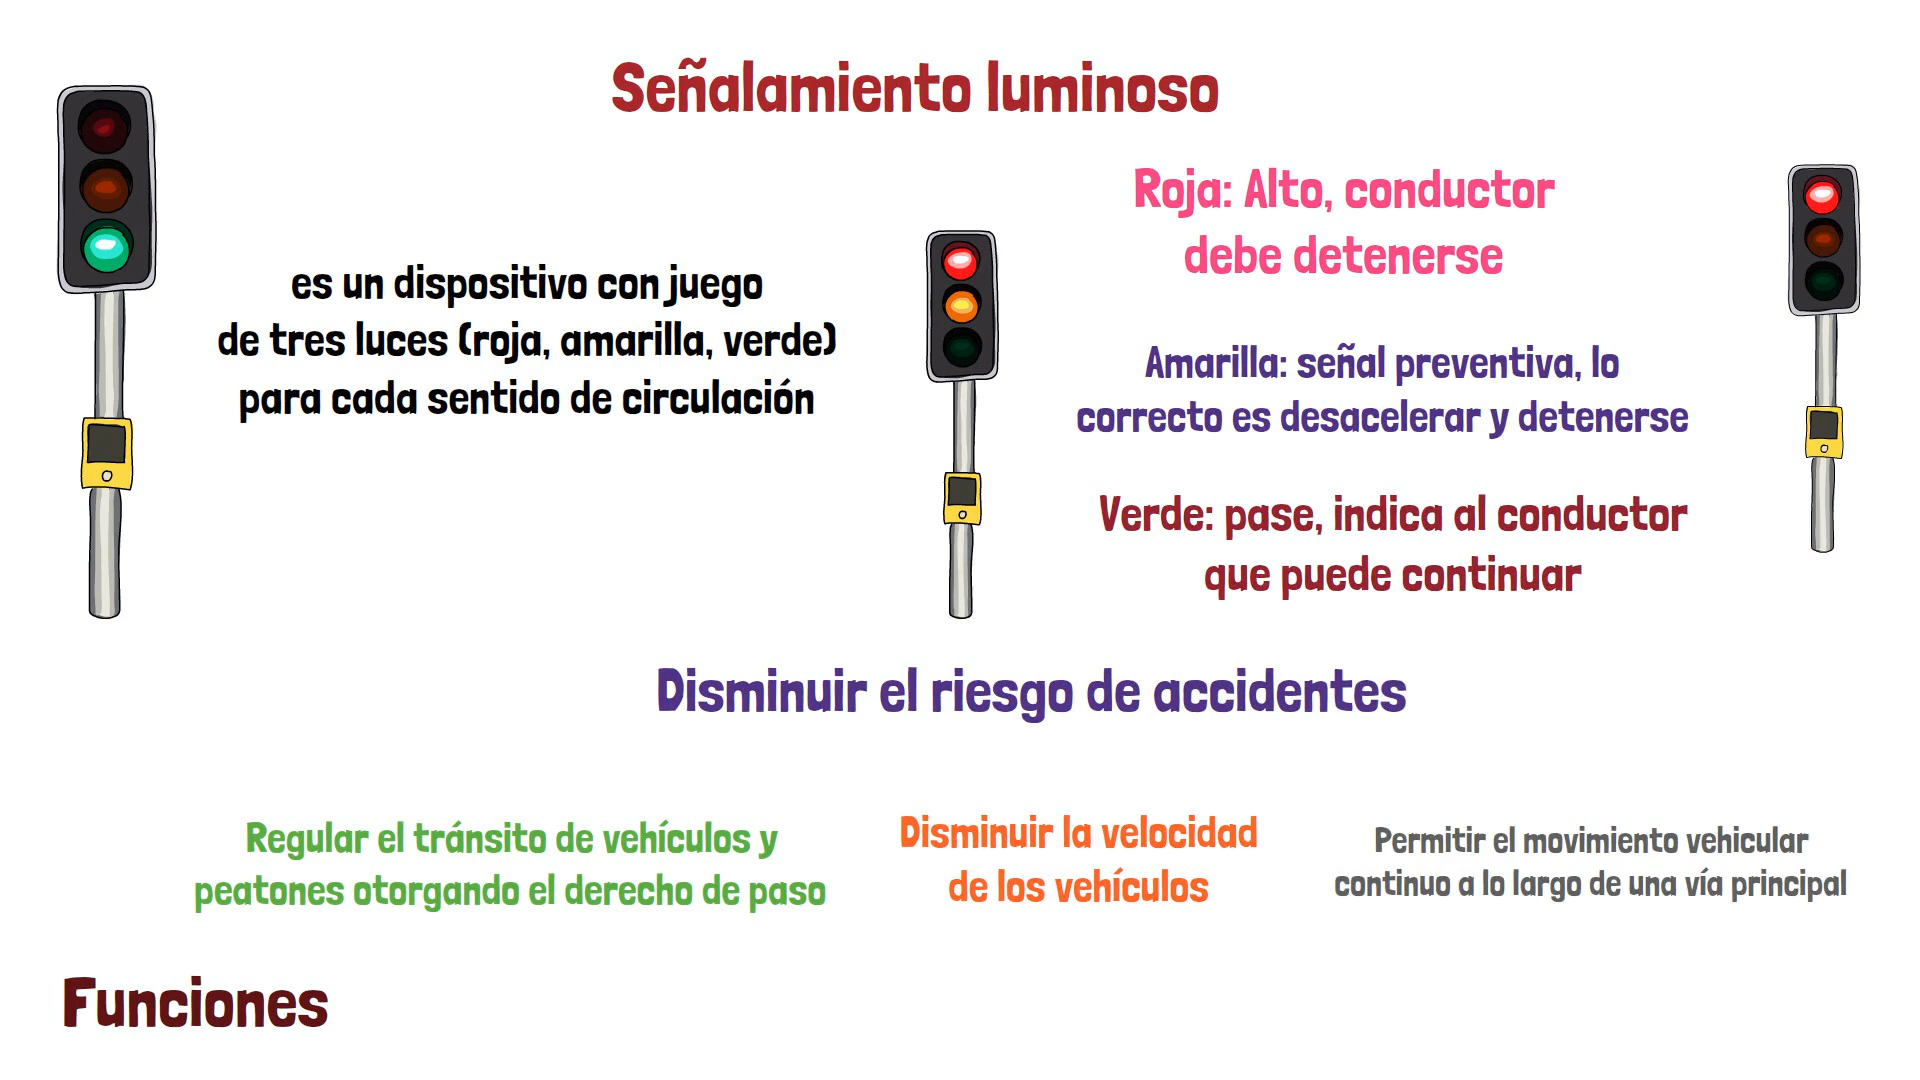 Señalamiento luminoso
es un dispositivo con juego
de tres luces (roja, amarilla, verde)
para cada sentido de circulación
Roja: Alto, conductor
debe detenerse
Amarilla: señal preventiva, lo
correcto es desacelerar y detenerse
Verde: pase, indica al conductor
que puede continuar
Disminuir el riesgo de accidentes
Regular el tránsito de vehículos y
peatones otorgando el derecho de paso
Disminuir la velocidad
de los vehículos
Permitir el movimiento vehicular
continuo a lo largo de una vía principal
Funciones